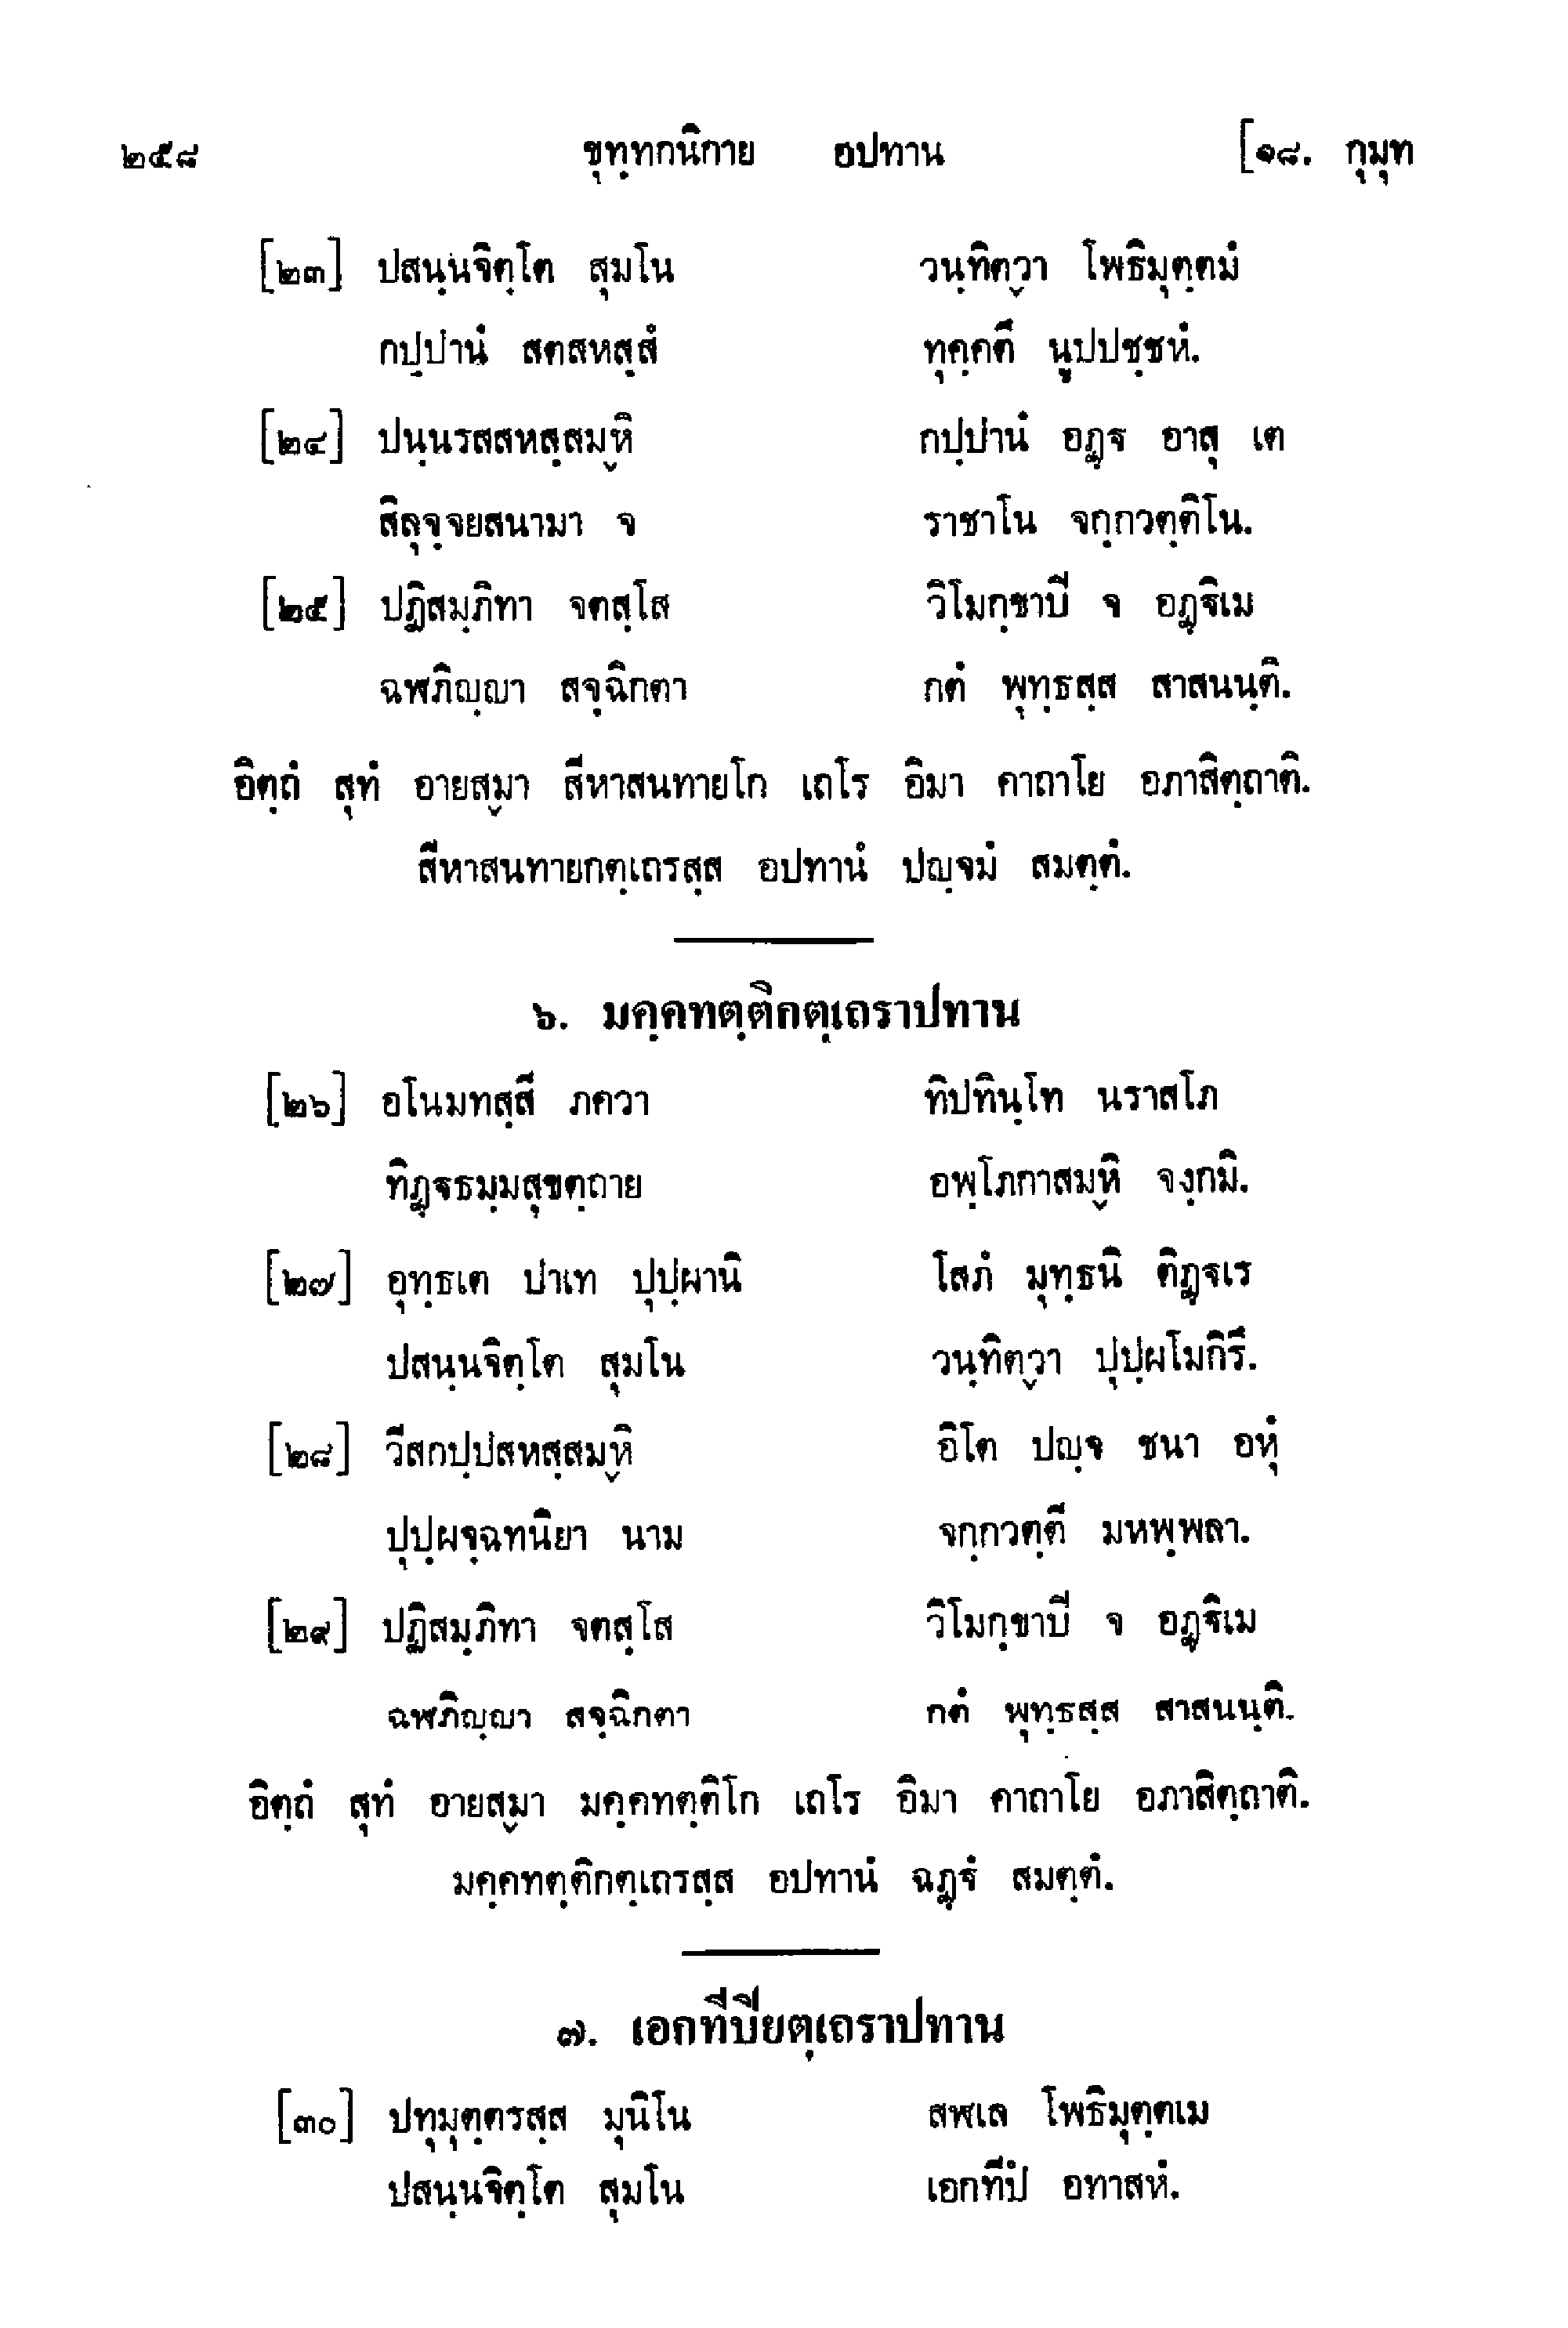 ๒๕๘ ขุทฺทกนิกาย อปทาน [๑๘. กุมุท
[๒๓] ปสนฺนจิตฺโต สุมโน วนฺทิตฺวา โพธิมุตฺตมํ
กปฺปานํ สตสหสฺสํ ทุคฺคตึ นูปปชฺชหํ.
[๒๔] ปนฺนรสสหสฺสมฺหิ กปฺปานํ อฏฺฐ อาสุ เต
สิลุจฺจยสนามา จ ราชาโน จกฺกวตฺติโน.
[๒๕] ปฏิสมฺภิทา จตสฺโส วิโมกฺขาปิ จ อฏฺฐิเม
ฉฬภิญฺญา สจฺฉิกตา กตํ พุทฺธสฺส สาสนนฺติ.
อิตฺถํ สุทํ อายสฺมา สีหาสนทายโก เถโร อิมา คาถาโย อภาสิตฺถาติ.
สีหาสนทายกตฺเถรสฺส อปทานํ ปญฺจมํ สมตฺตํ.
๖. มคฺคทตฺติกตฺเถราปทาน
[๒๖] อโนมทสฺสี ภควา ทิปทินฺโท นราสโภ
ทิฏฺฐธมฺมสุขตฺถาย อพฺโภกาสมฺหิ จงฺกมิ.
[๒๗] อุทฺธเต ปาเท ปุปฺผานิ โสภํ มุทฺธนิ ติฏฺฐเร
ปสนฺนจิตฺโต สุมโน วนฺทิตฺวา ปุปฺผโมกิรึ.
[๒๘] วีสกปฺปสหสฺสมฺหิ อิโต ปญฺจ ชนา อหุํ
ปุปฺผจฺฉทนิยา นาม จกฺกวตฺตี มหพฺพลา.
[๒๙] ปฏิสมฺภิทา จตสฺโส วิโมกฺขาปิ จ อฏฺฐิเม
ฉฬภิญฺญา สจฺฉิกตา กตํ พุทฺธสฺส สาสนนฺติ.
อิตฺถํ สุทํ อายสฺมา มคฺคทตฺติโก เถโร อิมา คาถาโย อภาสิตฺถาติ.
มคฺคทตฺติกตฺเถรสฺส อปทานํ ฉฏฺฐํ สมตฺตํ.
๗. เอกทีปิยตฺเถราปทาน
[๓๐] ปทุมุตฺตรสฺส มุนิโน สฬเล โพธิมุตฺตเม
ปสนฺนจิตฺโต สุมโน เอกทีปํ อทาสหํ.